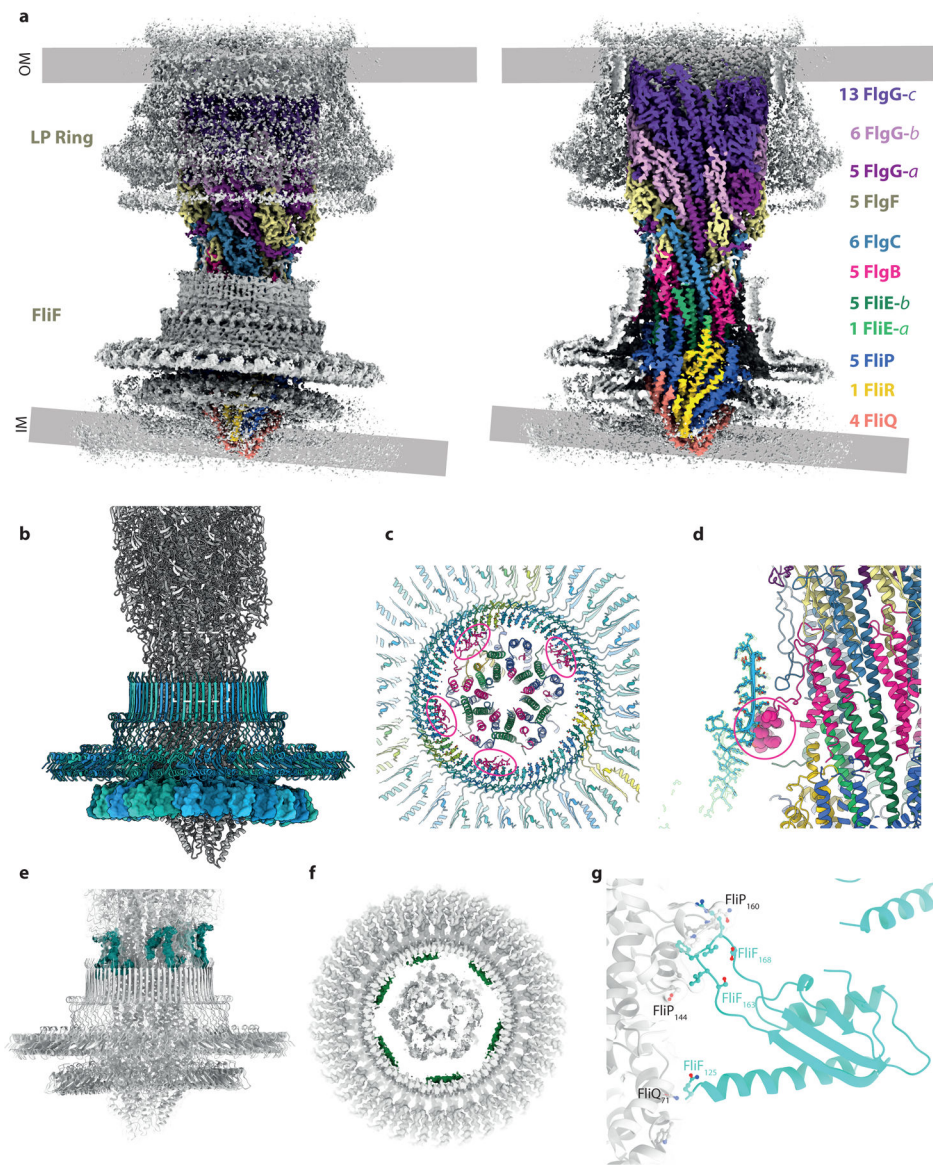 a
OM
LP Ring
FliF
IM
13 FlgG-c
6 FlgG-b
5 FlgG-a
5 FlgF
6 FlgC
5 FlgB
5 FliE-b
1 FliE-a
5 FliP
1 FliR
4 FliQ
b
c
d
e
f
g
FliP160
FliF168
FliF163
FliP144
FliF125
FliQ71